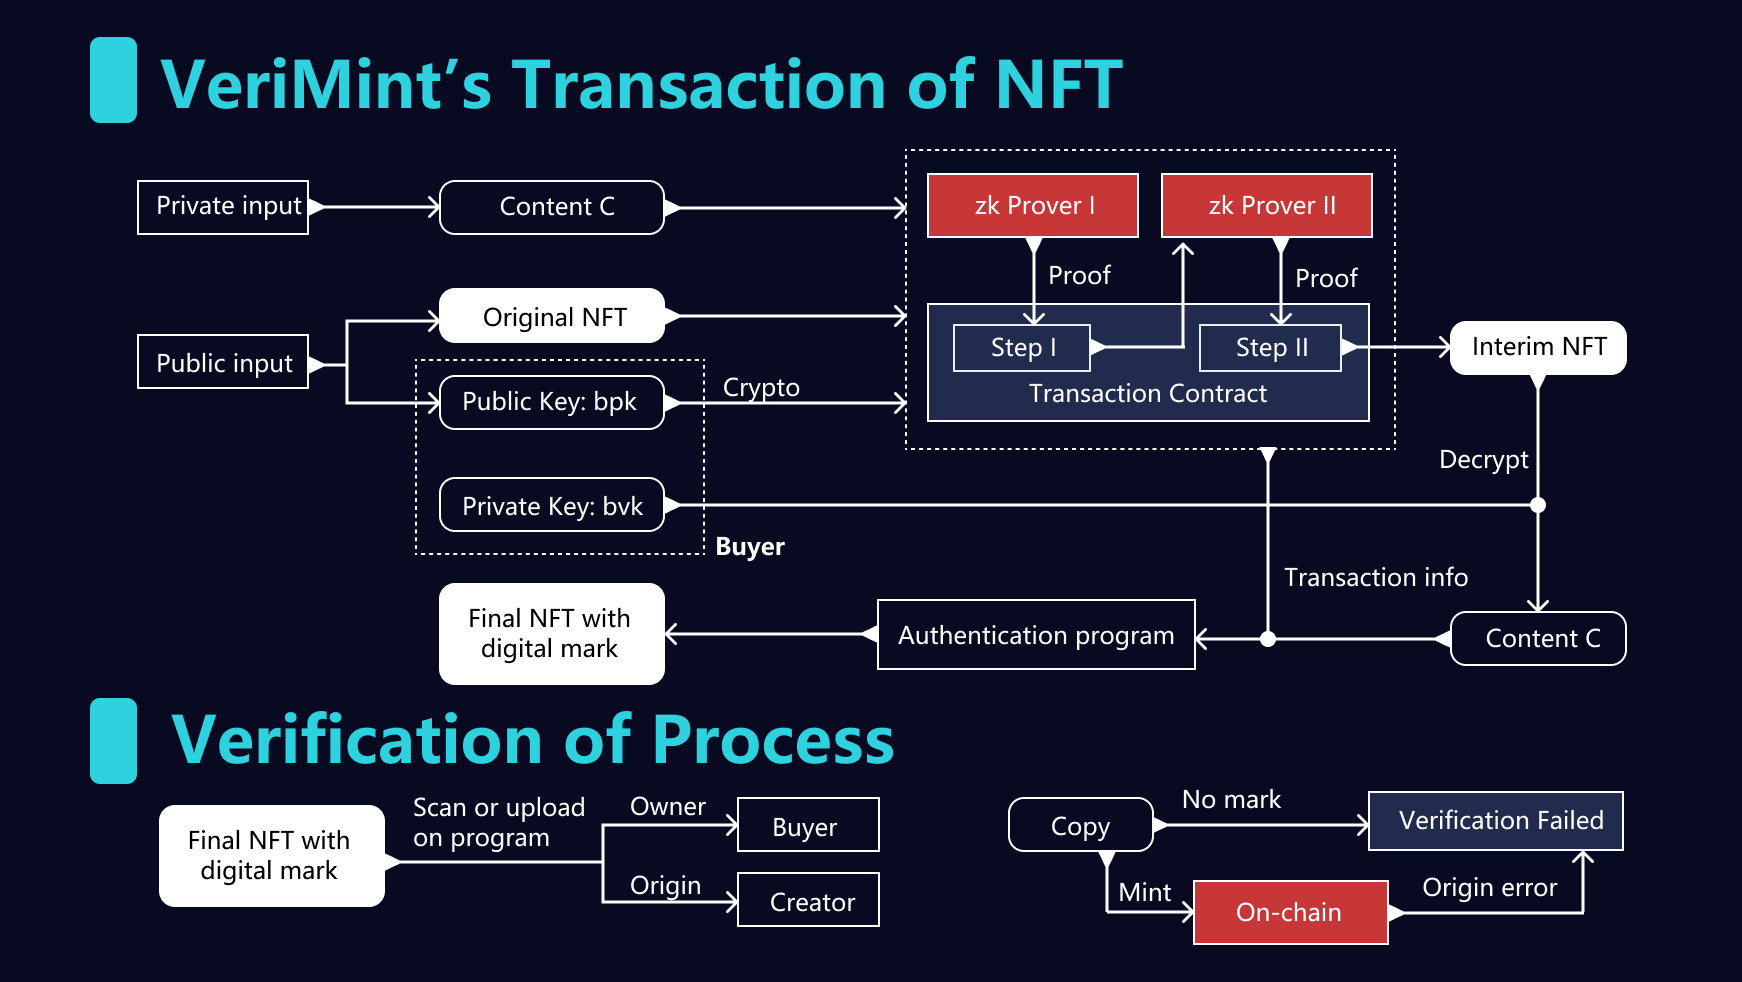 VeriMint’s Transaction of NFT
Private input
Content C
zk Prover I
zk Prover II
Proof
Proof
Original NFT
Public input
Step I
Step II
Interim NFT
Transaction Contract
Public Key: bpk
Crypto
Decrypt
Private Key: bvk
Buyer
Transaction info
Final NFT with
digital mark
Authentication program
Content C
Verification of Process
Final NFT with
digital mark
Scan or upload
on program
Owner
Buyer
Origin
Creator
Copy
No mark
Verification Failed
Mint
On-chain
Origin error